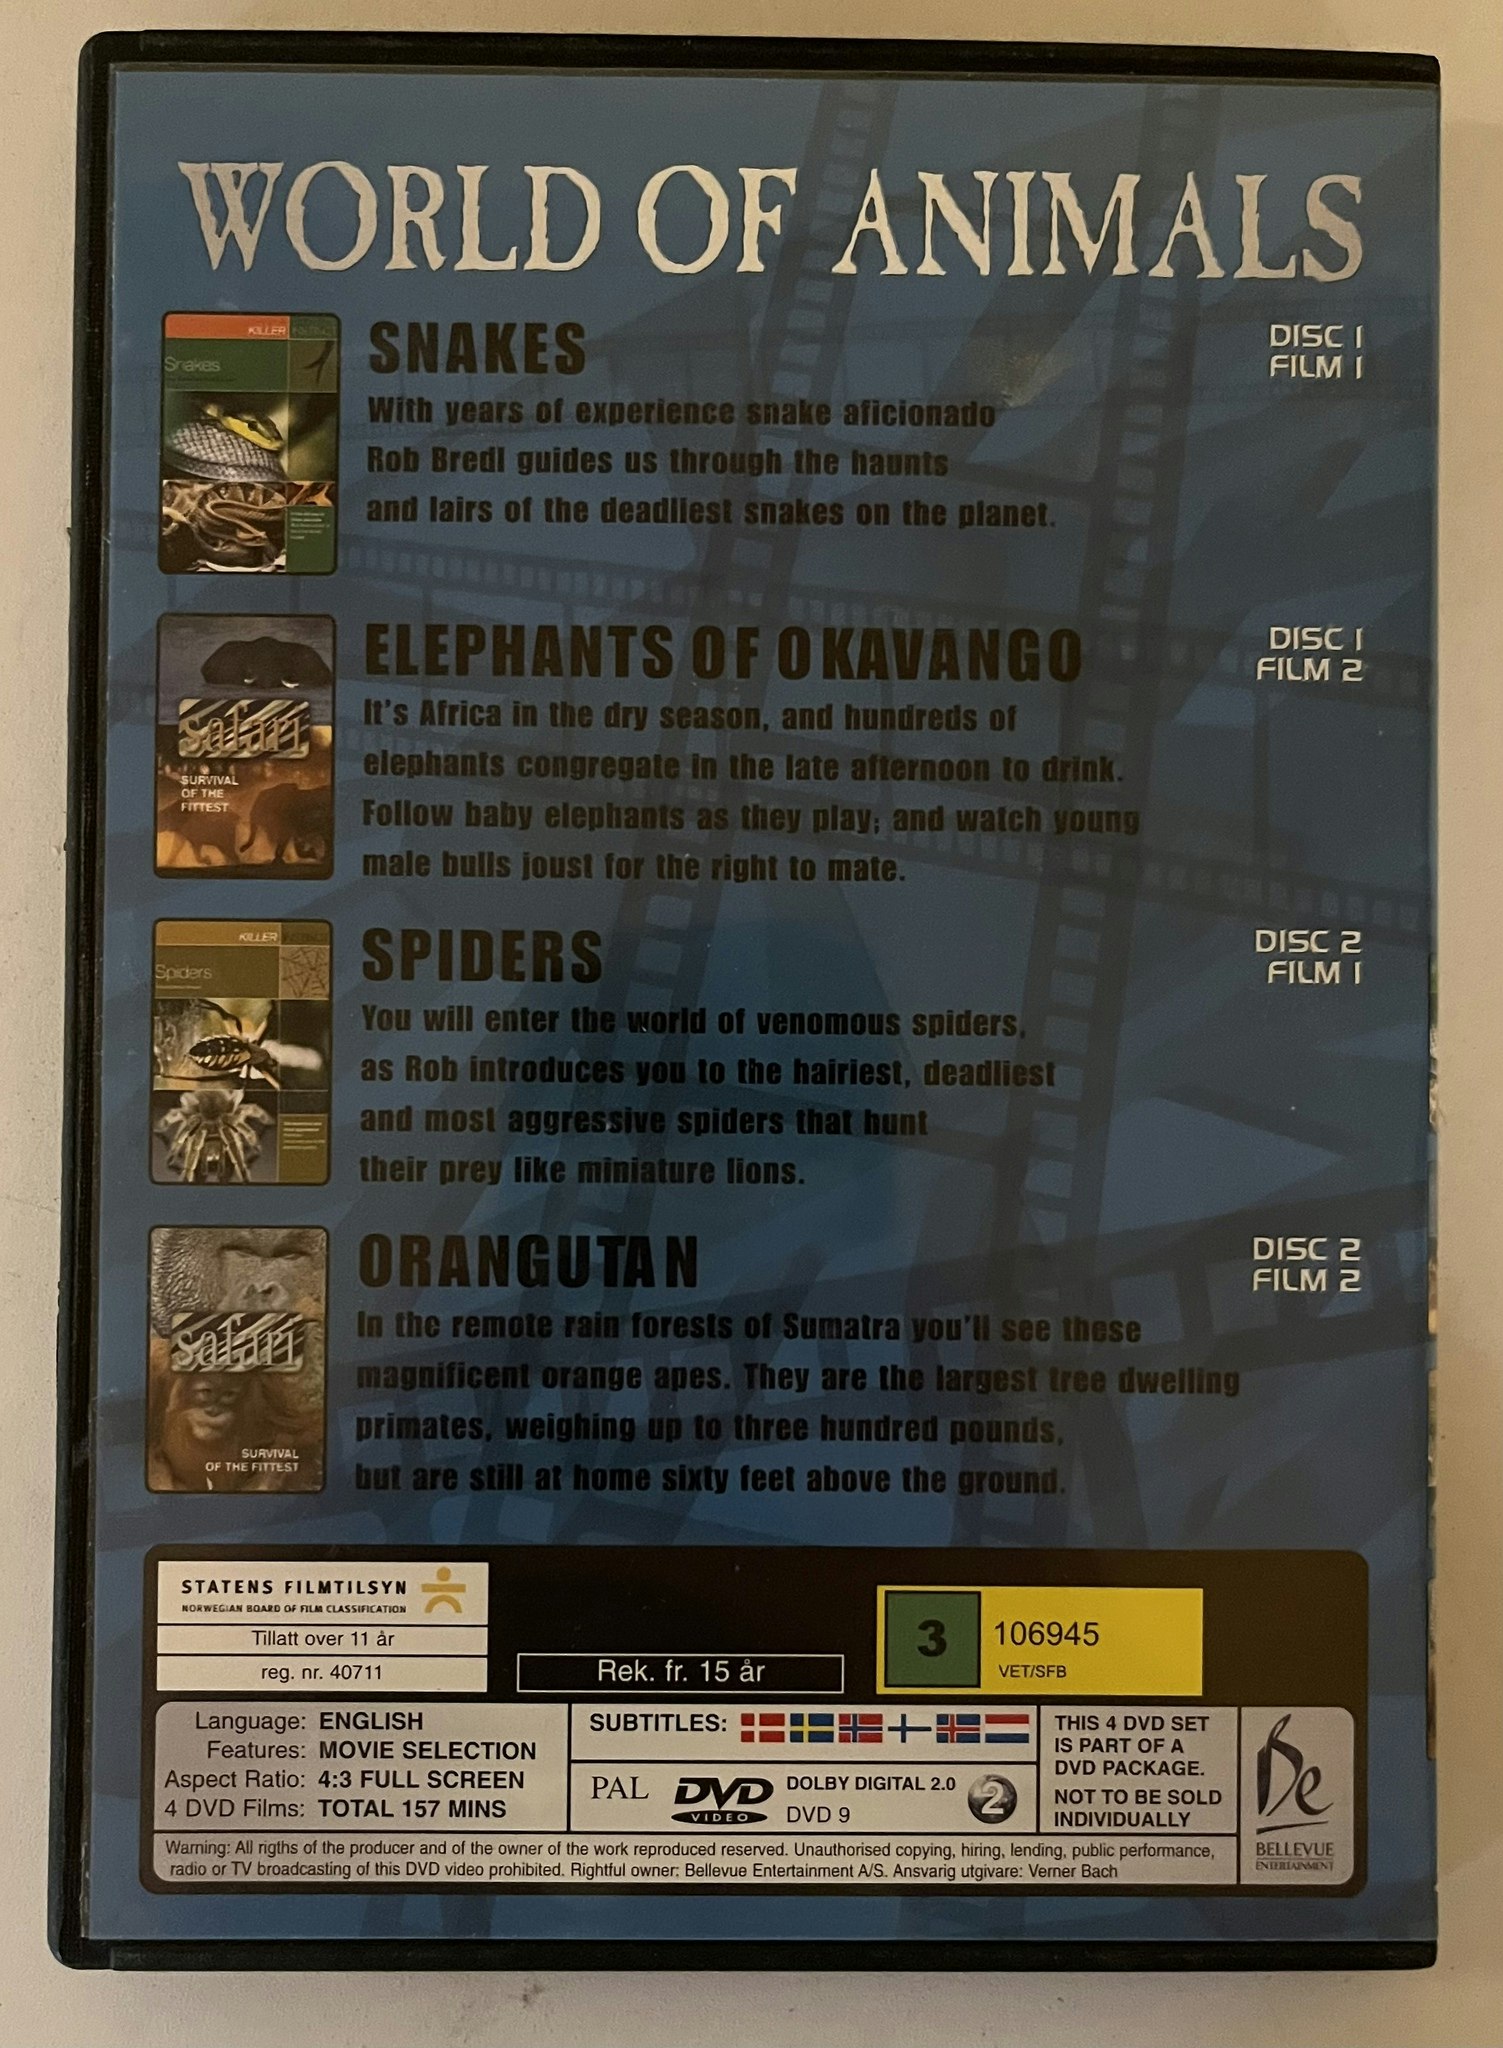 WORLD OF ANIMALS
KILLER INSTINCT
Snakes
SNAKES
DISC 1
FILM 1
With years of experience snake aficionado
Rob Bredl guides us through the haunts
and lairs of the deadliest snakes on the planet.
safari
SURVIVAL
OF THE
FITTEST
ELEPHANTS OF OKAVANGO
DISC 1
FILM 2
It's Africa in the dry season, and hundreds of
elephants congregate in the late afternoon to drink.
Follow baby elephants as they play; and watch young
male bulls joust for the right to mate.
KILLER INSTINCT
Spiders
SPIDERS
DISC 2
FILM 1
You will enter the world of venomous spiders,
as Rob introduces you to the hairiest, deadliest
and most aggressive spiders that hunt
their prey like miniature lions.
safari
SURVIVAL
OF THE FITTEST
ORANGUTAN
DISC 2
FILM 2
In the remote rain forests of Sumatra you'll see these
magnificent orange apes. They are the largest tree dwelling
primates, weighing up to three hundred pounds,
but are still at home sixty feet above the ground.
STATENS FILMTILSYN
NORWEGIAN BOARD OF FILM CLASSIFICATION
Tillatt over 11 år
reg. nr. 40711
Rek. fr. 15 år
3
106945
VET/SFB
Language: ENGLISH
Features: MOVIE SELECTION
Aspect Ratio: 4:3 FULL SCREEN
4 DVD Films: TOTAL 157 MINS
SUBTITLES:
PAL
DVD
VIDEO
DOLBY DIGITAL 2.0
DVD 9
2
THIS 4 DVD SET
IS PART OF A
DVD PACKAGE.
NOT TO BE SOLD
INDIVIDUALLY
Be
BELLEVUE
ENTERTAINMENT
Warning: All rigths of the producer and of the owner of the work reproduced reserved. Unauthorised copying, hiring, lending, public performance,
radio or TV broadcasting of this DVD video prohibited. Rightful owner: Bellevue Entertainment A/S. Ansvarig utgivare: Verner Bach